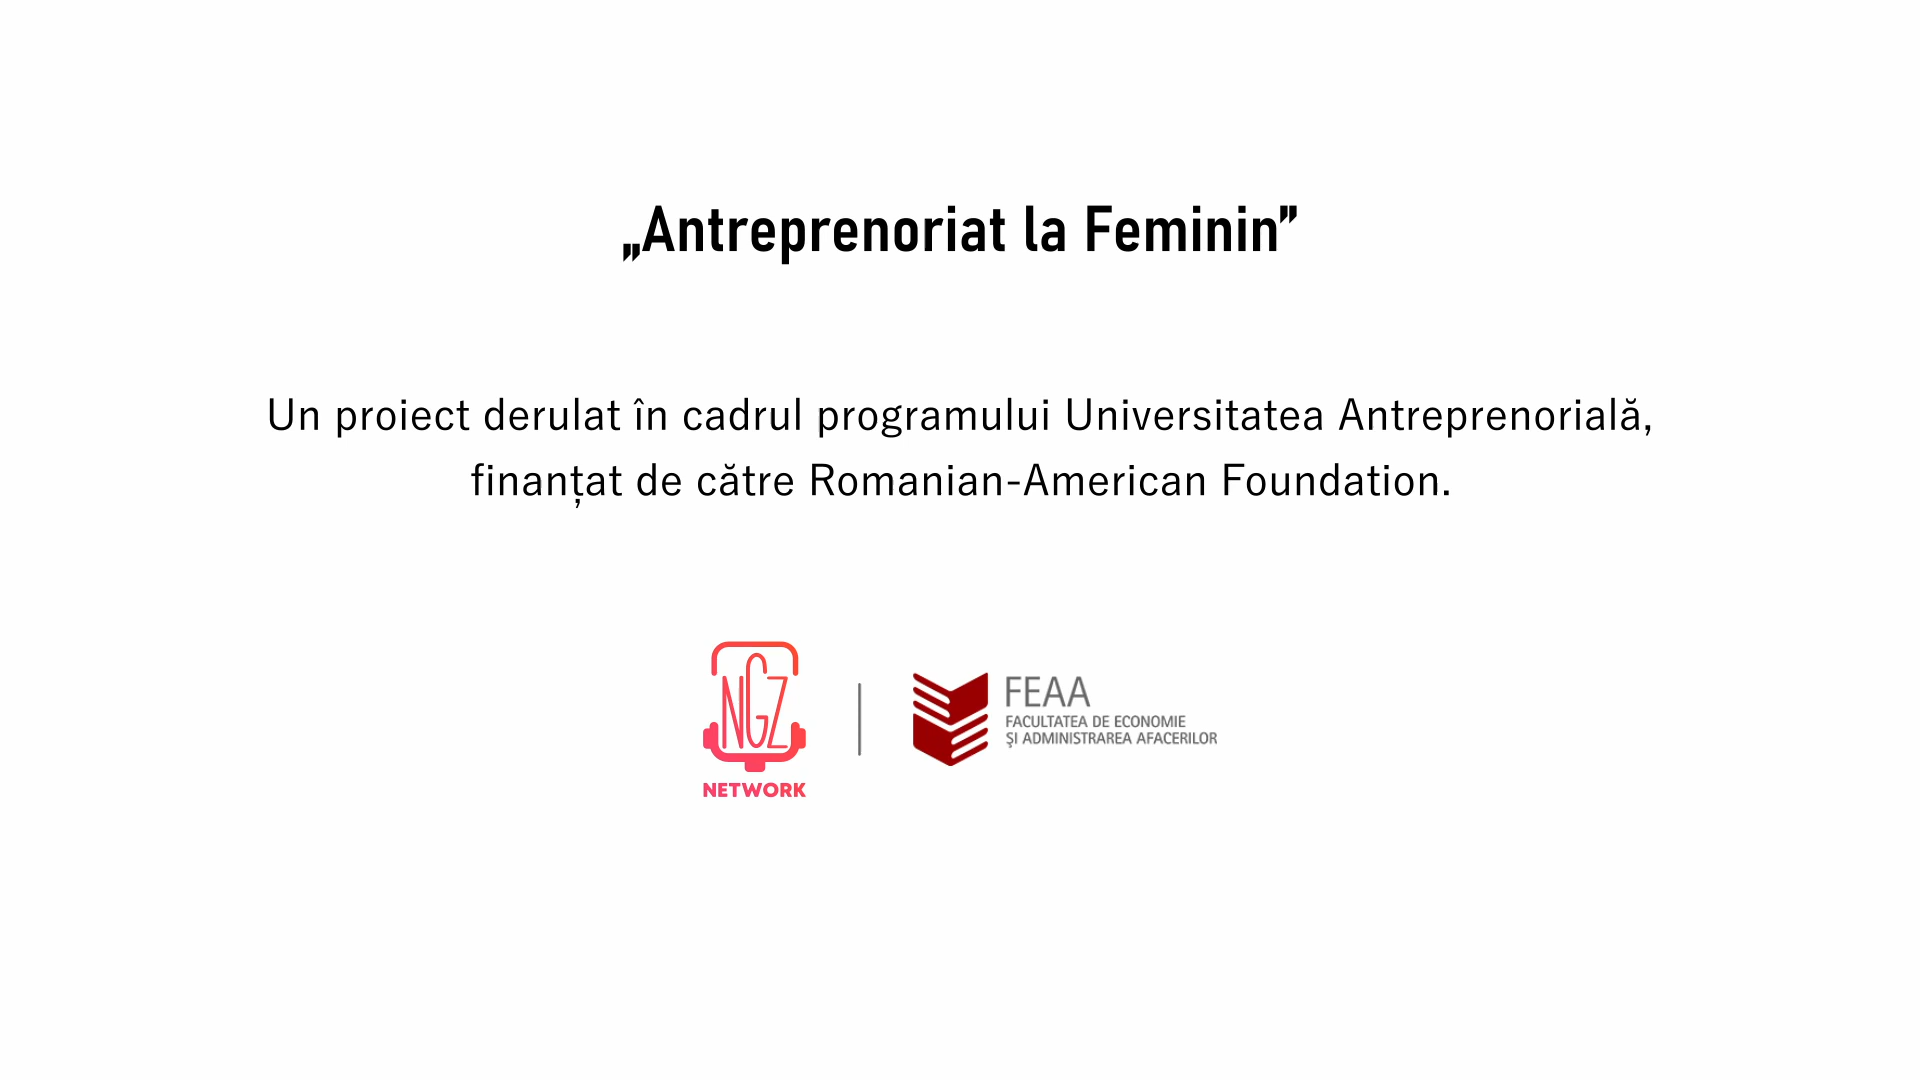 „Antreprenoriat la Feminin”
Un proiect derulat în cadrul programului Universitatea Antreprenorială,
finanțat de către Romanian-American Foundation.
NGZ
NETWORK
FEAA
FACULTATEA DE ECONOMIE
ŞI ADMINISTRAREA AFACERILOR